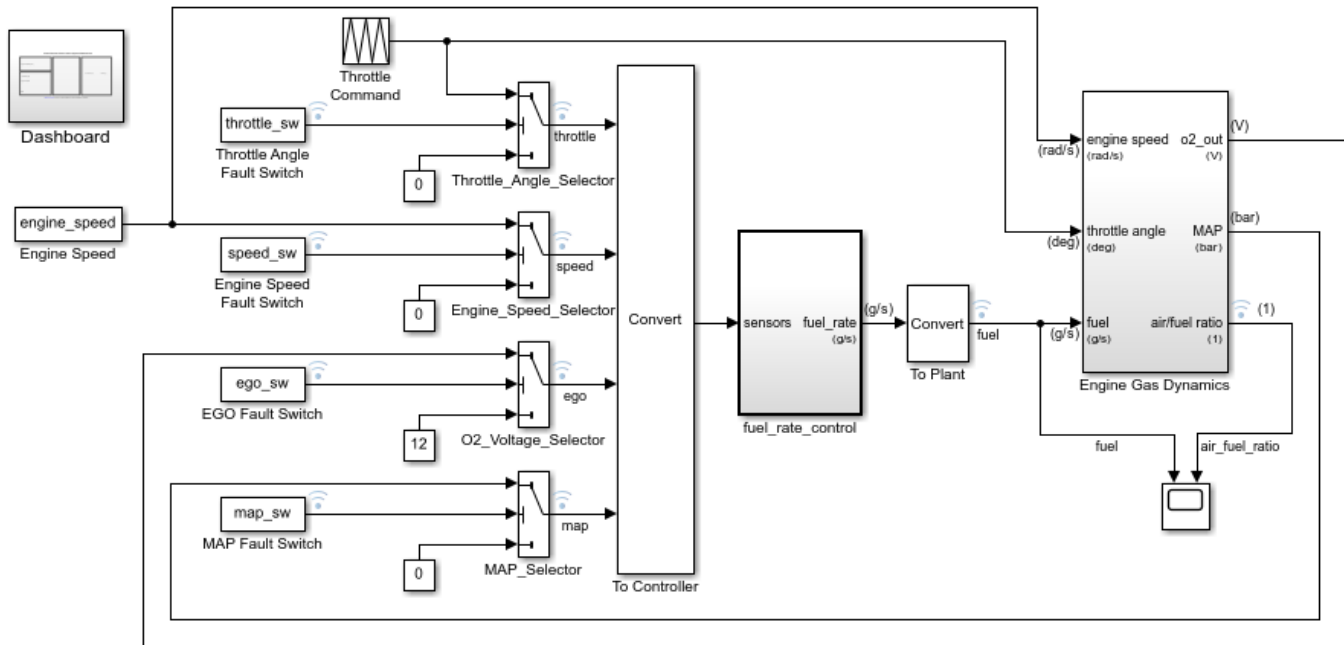 Dashboard
Throttle
Command
throttle_sw
Throttle Angle
Fault Switch
0
throttle
Throttle_Angle_Selector
engine_speed
Engine Speed
speed_sw
Engine Speed
Fault Switch
0
speed
Engine_Speed_Selector
ego_sw
EGO Fault Switch
12
ego
O2_Voltage_Selector
map_sw
MAP Fault Switch
0
map
MAP_Selector
Convert
To Controller
sensors
fuel_rate
(g/s)
fuel_rate_control
(g/s)
Convert
To Plant
fuel
(rad/s)
(deg)
(g/s)
engine speed
(rad/s)
o2_out
(V)
throttle angle
(deg)
MAP
(bar)
fuel
(g/s)
air/fuel ratio
(1)
Engine Gas Dynamics
(V)
(bar)
(1)
fuel
air_fuel_ratio